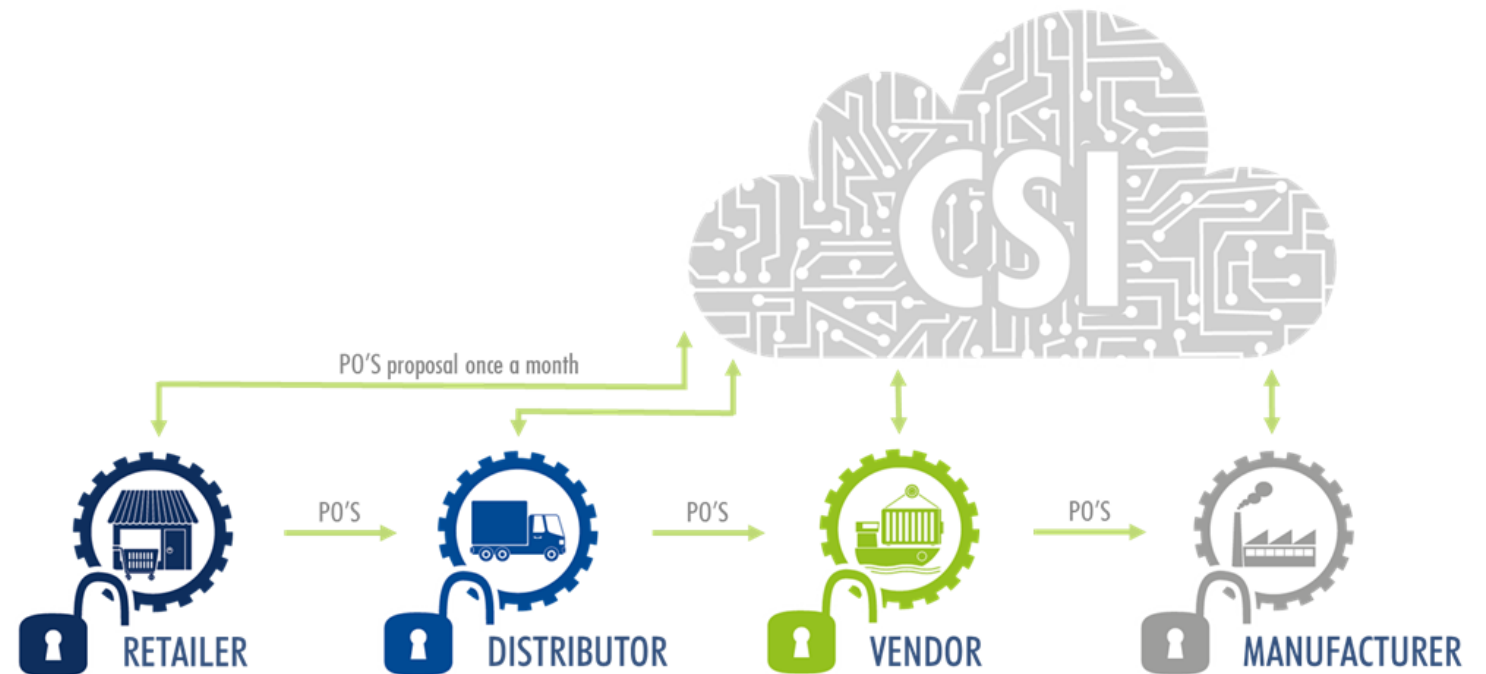 CSI
PO'S proposal once a month
PO'S
PO'S
PO'S
RETAILER
DISTRIBUTOR
VENDOR
MANUFACTURER